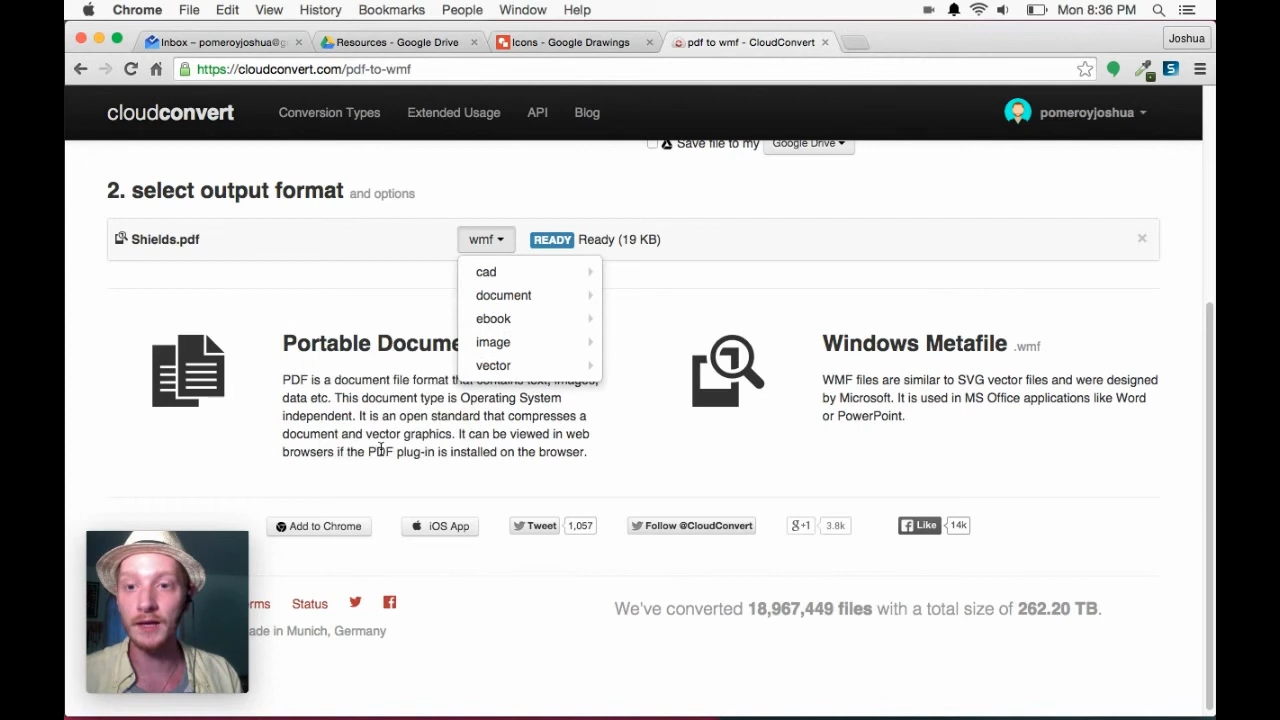 Chrome File Edit View History Bookmarks People Window Help Mon 8:36 PM
Inbox – pomeroyjoshua@g Resources - Google Drive Icons - Google Drawings pdf to wmf - CloudConvert Joshua
https://cloudconvert.com/pdf-to-wmf
cloudconvert Conversion Types Extended Usage API Blog pomeroyjoshua
Save file to my Google Drive
2. select output format and options
Shields.pdf wmf READY Ready (19 KB)
cad
document
ebook
image
vector
Portable Docume
PDF is a document file format that contains text, images,
data etc. This document type is Operating System
independent. It is an open standard that compresses a
document and vector graphics. It can be viewed in web
browsers if the PDF plug-in is installed on the browser.
Windows Metafile .wmf
WMF files are similar to SVG vector files and were designed
by Microsoft. It is used in MS Office applications like Word
or PowerPoint.
Add to Chrome iOS App Tweet 1,057 Follow @CloudConvert g+1 3.8k Like 14k
rms Status
ade in Munich, Germany
We've converted 18,967,449 files with a total size of 262.20 TB.